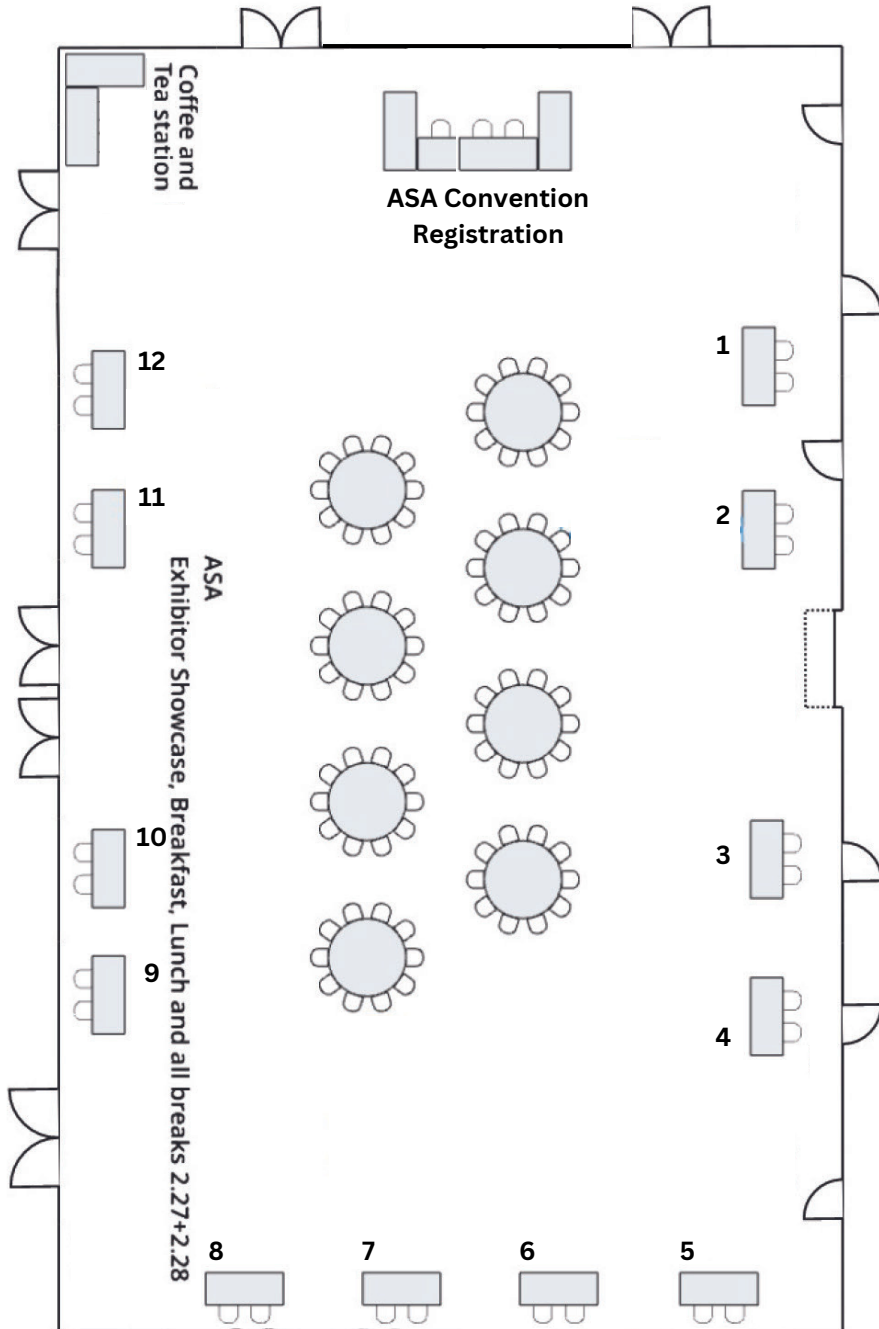 Coffee and
Tea station
ASA Convention
Registration
1
12
11
2
ASA
Exhibitor Showcase, Breakfast, Lunch and all breaks 2.27+2.28
10
3
9
4
8
7
6
5